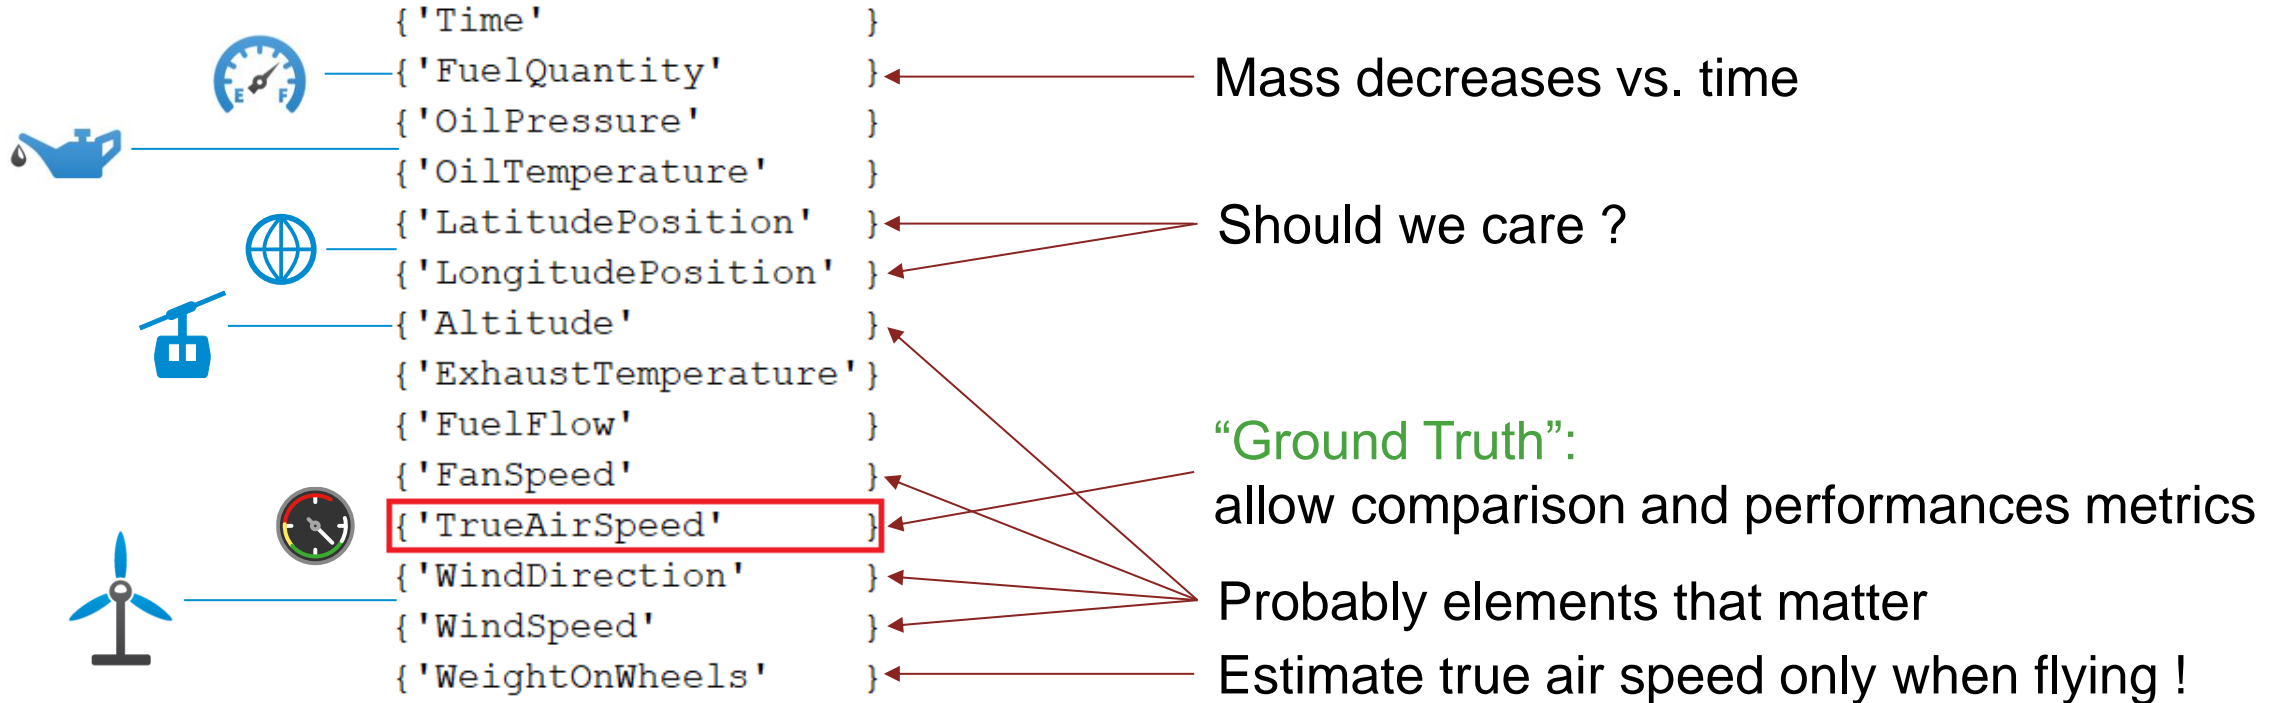 {'Time' }
{'FuelQuantity' }
Mass decreases vs. time
{'OilPressure' }
{'OilTemperature' }
{'LatitudePosition' }
Should we care ?
{'LongitudePosition' }
{'Altitude' }
{'ExhaustTemperature'}
{'FuelFlow' }
“Ground Truth”:
{'FanSpeed' }
allow comparison and performances metrics
{'TrueAirSpeed' }
{'WindDirection' }
Probably elements that matter
{'WindSpeed' }
{'WeightOnWheels' }
Estimate true air speed only when flying !
E F